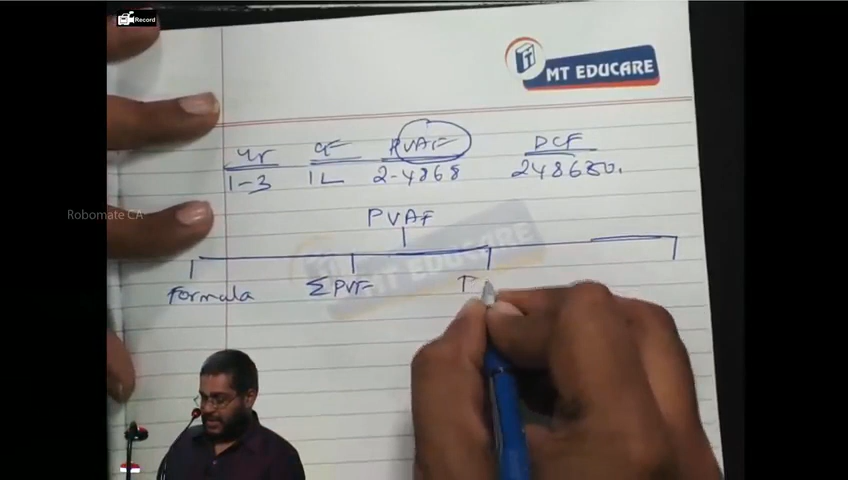 Record
MT EDUCARE
Yr CF PVAF DCF
1-3 1L 2.4868 248680.
Robomate CA
PVAF
Formula ΣPVF T